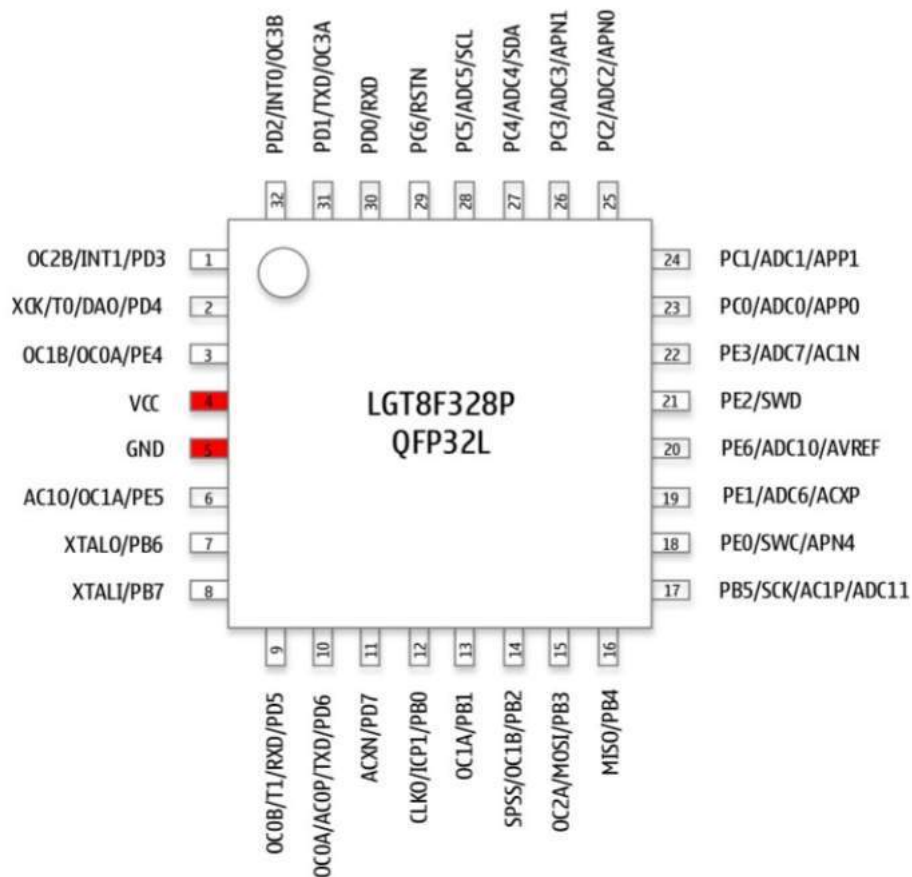 PD2/INT0/OC3B
PD1/TXD/OC3A
PD0/RXD
PC6/RSTN
PC5/ADC5/SCL
PC4/ADC4/SDA
PC3/ADC3/APN1
PC2/ADC2/APN0
32
31
30
29
28
27
26
25
OC2B/INT1/PD3 1
XCK/T0/DAO/PD4 2
OC1B/OC0A/PE4 3
VCC 4
GND 5
AC1O/OC1A/PE5 6
XTALO/PB6 7
XTALI/PB7 8
LGT8F328P
QFP32L
24 PC1/ADC1/APP1
23 PC0/ADC0/APP0
22 PE3/ADC7/AC1N
21 PE2/SWD
20 PE6/ADC10/AVREF
19 PE1/ADC6/ACXP
18 PE0/SWC/APN4
17 PB5/SCK/AC1P/ADC11
9
10
11
12
13
14
15
16
OC0B/T1/RXD/PD5
OC0A/AC0P/TXD/PD6
ACXN/PD7
CLKO/ICP1/PB0
OC1A/PB1
SPSS/OC1B/PB2
OC2A/MOSI/PB3
MISO/PB4